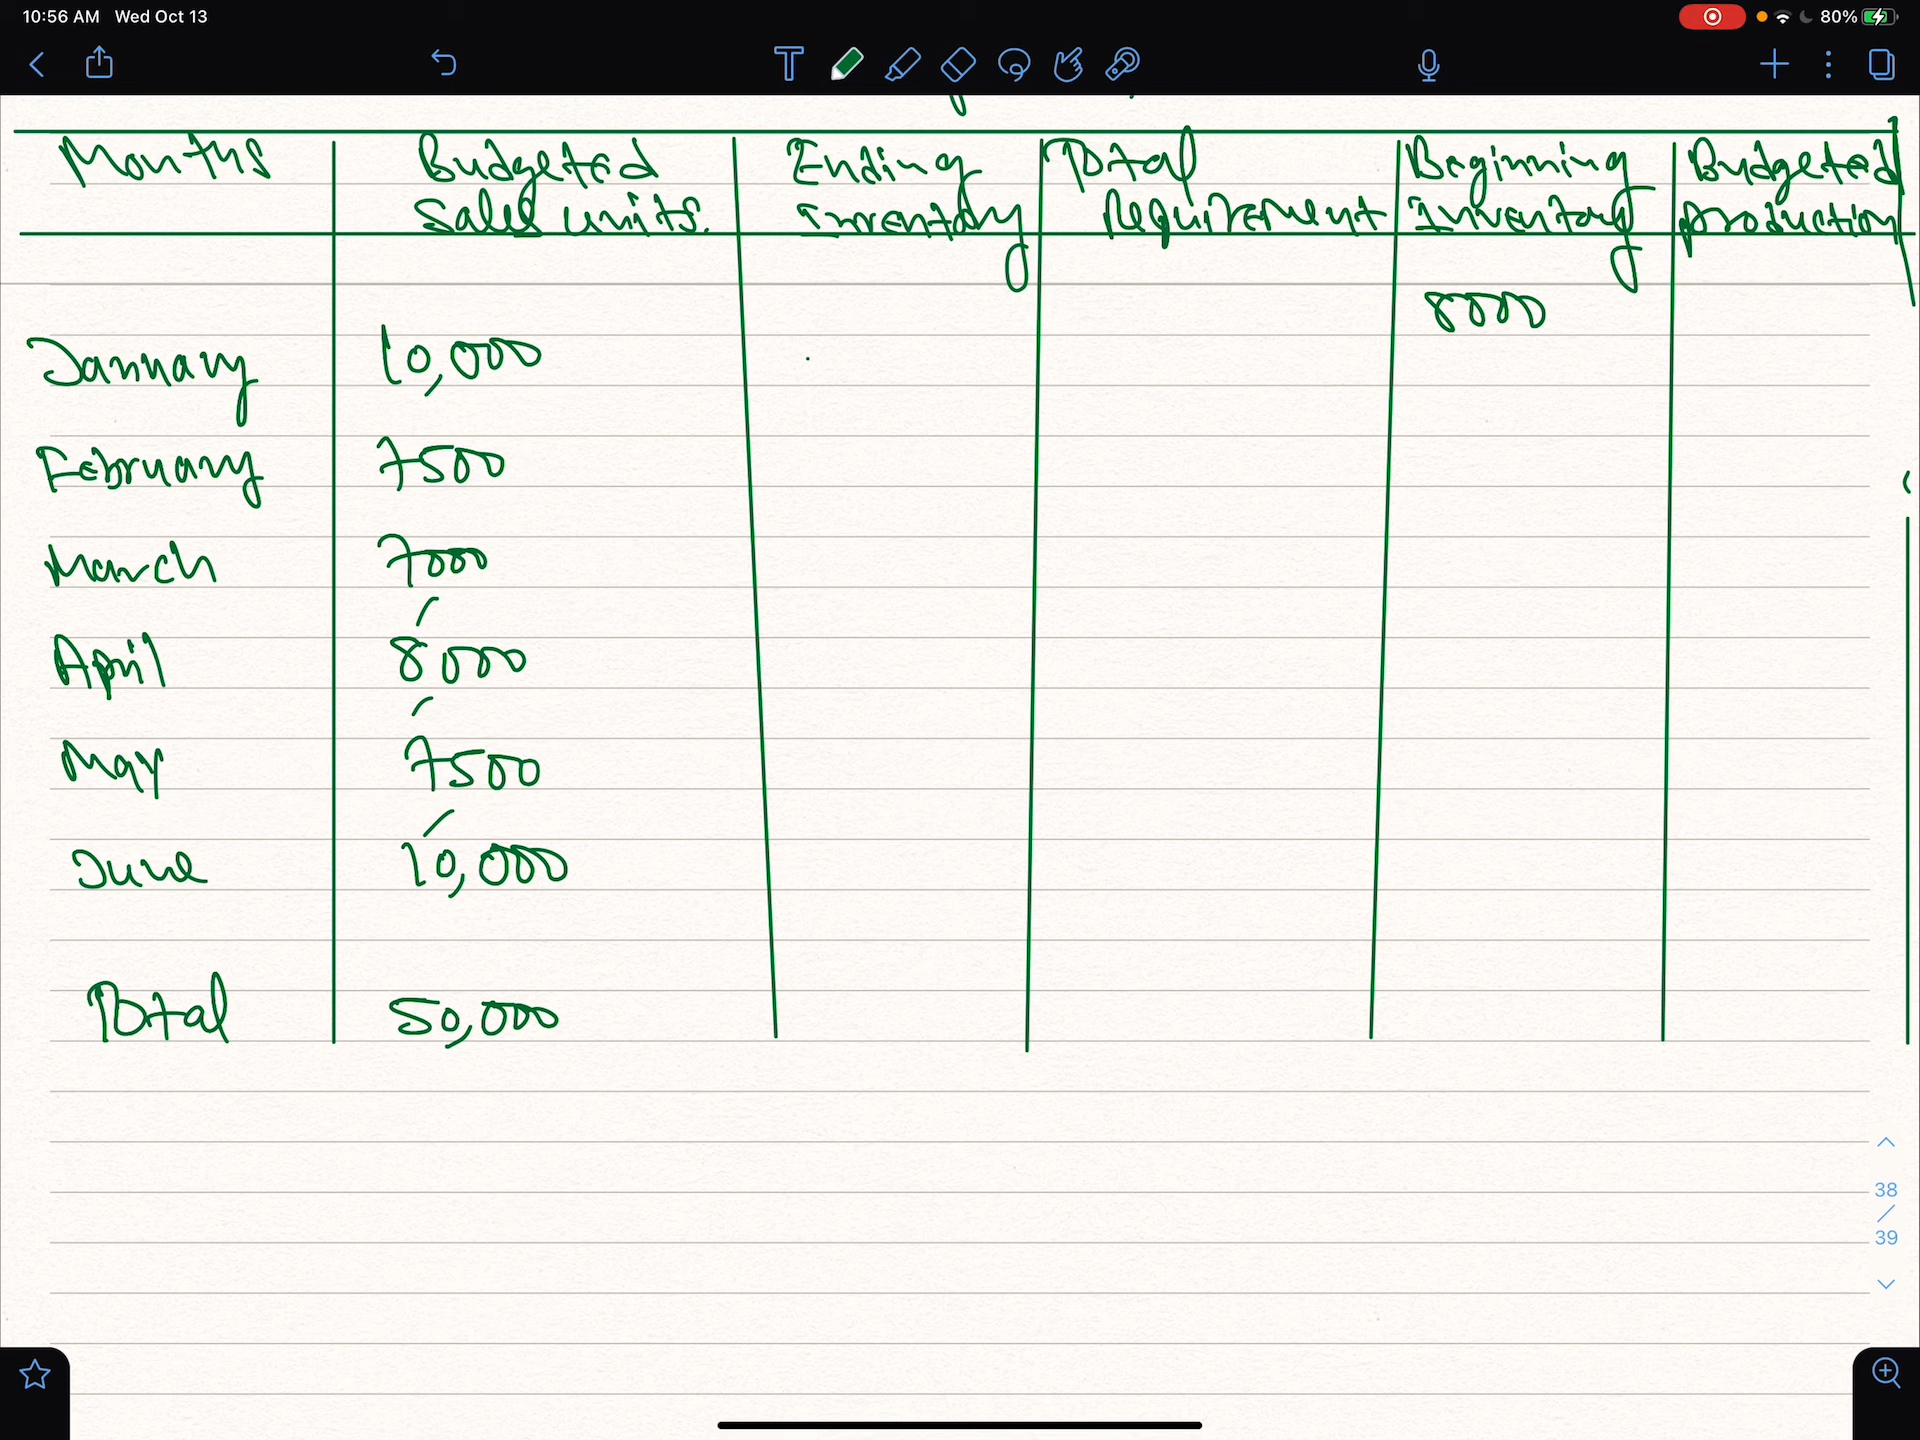 10:56 AM Wed Oct 13
80%
T
Months Budgeted Ending Total Beginning Budgeted
Sales units. Inventory Requirement Inventory production
8000
January 10,000
February 7500
March 7000
April 8000
May 7500
June 10,000
Total 50,000
38
/
39